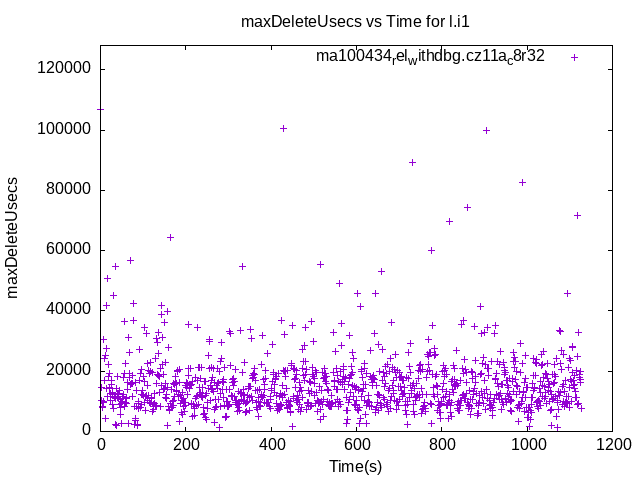 maxDeleteUsecs vs Time for l.i1
ma100434_rel_withdbg.cz11a_c8r32
120000
100000
80000
60000
40000
20000
0
maxDeleteUsecs
0 200 400 600 800 1000 1200
Time(s)